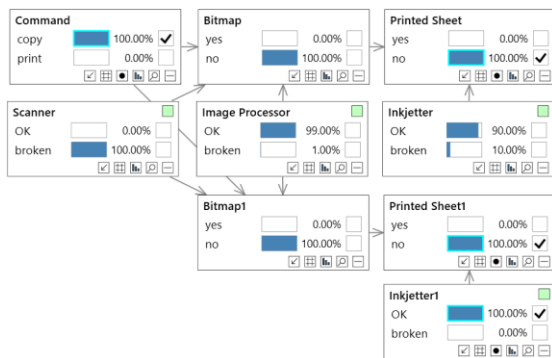 Command
copy 100.00%
print 0.00%
Bitmap
yes 0.00%
no 100.00%
Printed Sheet
yes 0.00%
no 100.00%
Scanner
OK 0.00%
broken 100.00%
Image Processor
OK 99.00%
broken 1.00%
Inkjetter
OK 90.00%
broken 10.00%
Bitmap1
yes 0.00%
no 100.00%
Printed Sheet1
yes 0.00%
no 100.00%
Inkjetter1
OK 100.00%
broken 0.00%